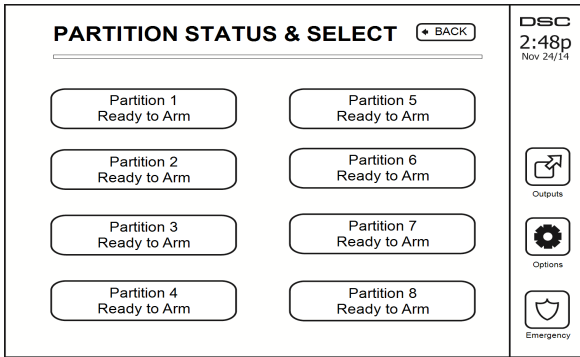 PARTITION STATUS & SELECT
BACK
DSC
2:48p
Nov 24/14
Partition 1
Ready to Arm
Partition 5
Ready to Arm
Partition 2
Ready to Arm
Partition 6
Ready to Arm
Partition 3
Ready to Arm
Partition 7
Ready to Arm
Partition 4
Ready to Arm
Partition 8
Ready to Arm
Outputs
Options
Emergency